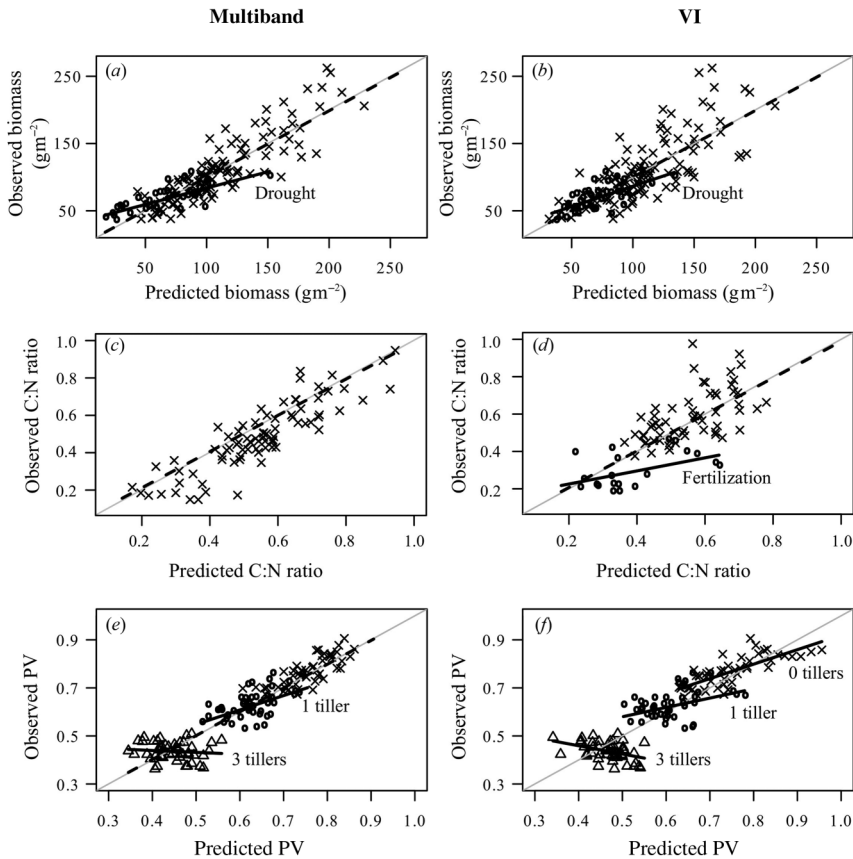 Multiband
VI
(a)
(b)
Observed biomass
(gm−2)
250
150
50
Drought
50 100 150 200 250
Predicted biomass (gm−2)
Observed biomass
(gm−2)
250
150
50
Drought
50 100 150 200 250
Predicted biomass (gm−2)
(c)
(d)
Observed C:N ratio
1.0
0.8
0.6
0.4
0.2
0.2 0.4 0.6 0.8 1.0
Predicted C:N ratio
Observed C:N ratio
1.0
0.8
0.6
0.4
0.2
Fertilization
0.2 0.4 0.6 0.8 1.0
Predicted C:N ratio
(e)
(f)
Observed PV
0.9
0.7
0.5
0.3
1 tiller
3 tillers
0.3 0.4 0.5 0.6 0.7 0.8 0.9 1.0
Predicted PV
Observed PV
0.9
0.7
0.5
0.3
0 tillers
1 tiller
3 tillers
0.3 0.4 0.5 0.6 0.7 0.8 0.9 1.0
Predicted PV